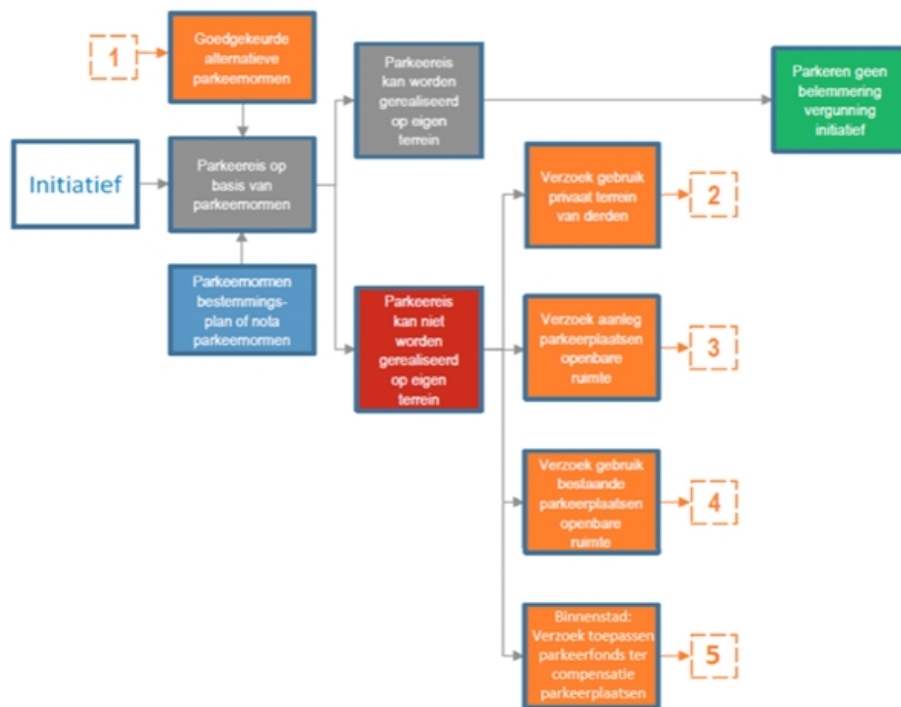 1
Goedgekeurde
alternatieve
parkeernormen
Parkeereis
kan worden
gerealiseerd
op eigen
terrein
Parkeren geen
belemmering
vergunning
initiatief
Initiatief
Parkeereis op
basis van
parkeernormen
Verzoek gebruik
privaat terrein
van derden
2
Parkeernormen
bestemmings-
plan of nota
parkeernormen
Parkeereis
kan niet
worden
gerealiseerd
op eigen
terrein
Verzoek aanleg
parkeerplaatsen
openbare
ruimte
3
Verzoek gebruik
bestaande
parkeerplaatsen
openbare
ruimte
4
Binnenstad:
Verzoek toepassen
parkeerfonds ter
compensatie
parkeerplaatsen
5